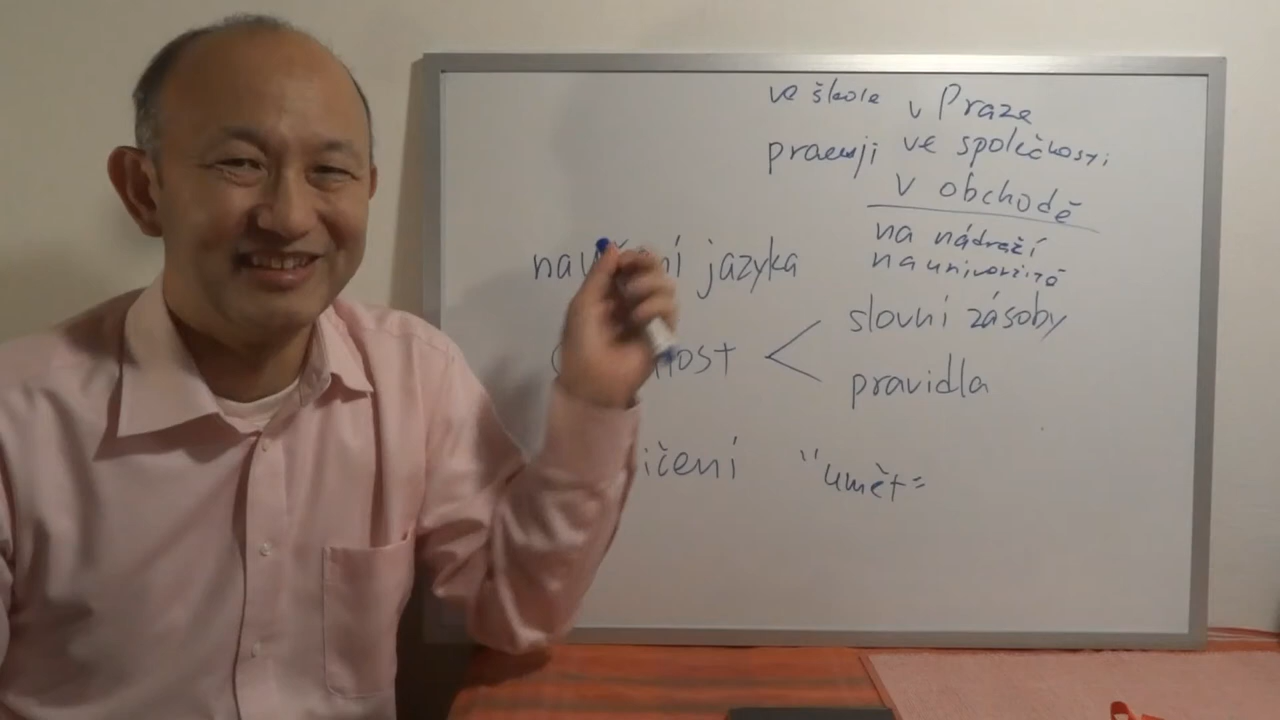 ve škole v Praze
pracuji ve společnosti
v obchodě
na nádraží
na univerzitě
jazyka
slovní zásoby
pravidla
"umět"